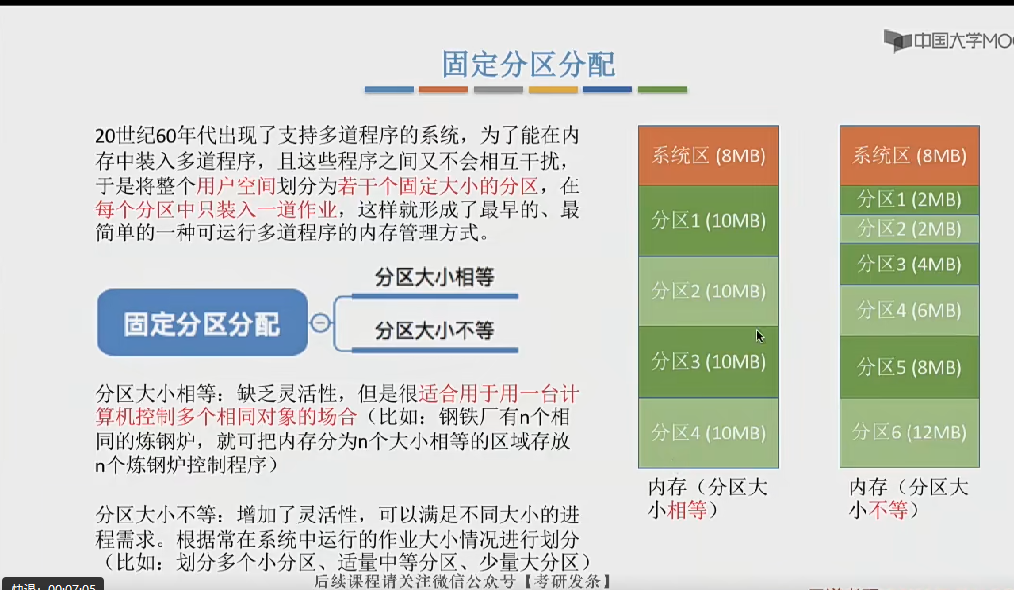 中国大学MOO
固定分区分配
20世纪60年代出现了支持多道程序的系统，为了能在内
存中装入多道程序，且这些程序之间又不会相互干扰，
于是将整个用户空间划分为若干个固定大小的分区，在
每个分区中只装入一道作业，这样就形成了最早的、最
简单的一种可运行多道程序的内存管理方式。
分区大小相等
固定分区分配
分区大小不等
分区大小相等：缺乏灵活性，但是很适合用于用一台计
算机控制多个相同对象的场合（比如：钢铁厂有n个相
同的炼钢炉，就可把内存分为n个大小相等的区域存放
n个炼钢炉控制程序）
分区大小不等：增加了灵活性，可以满足不同大小的进
程需求。根据常在系统中运行的作业大小情况进行划分
（比如：划分多个小分区、适量中等分区、少量大分区）
系统区 (8MB)
分区1 (10MB)
分区2 (10MB)
分区3 (10MB)
分区4 (10MB)
内存（分区大
小相等）
系统区 (8MB)
分区1 (2MB)
分区2 (2MB)
分区3 (4MB)
分区4 (6MB)
分区5 (8MB)
分区6 (12MB)
内存（分区大
小不等）
后续课程请关注微信公众号【考研发条】
快退：00:07:05